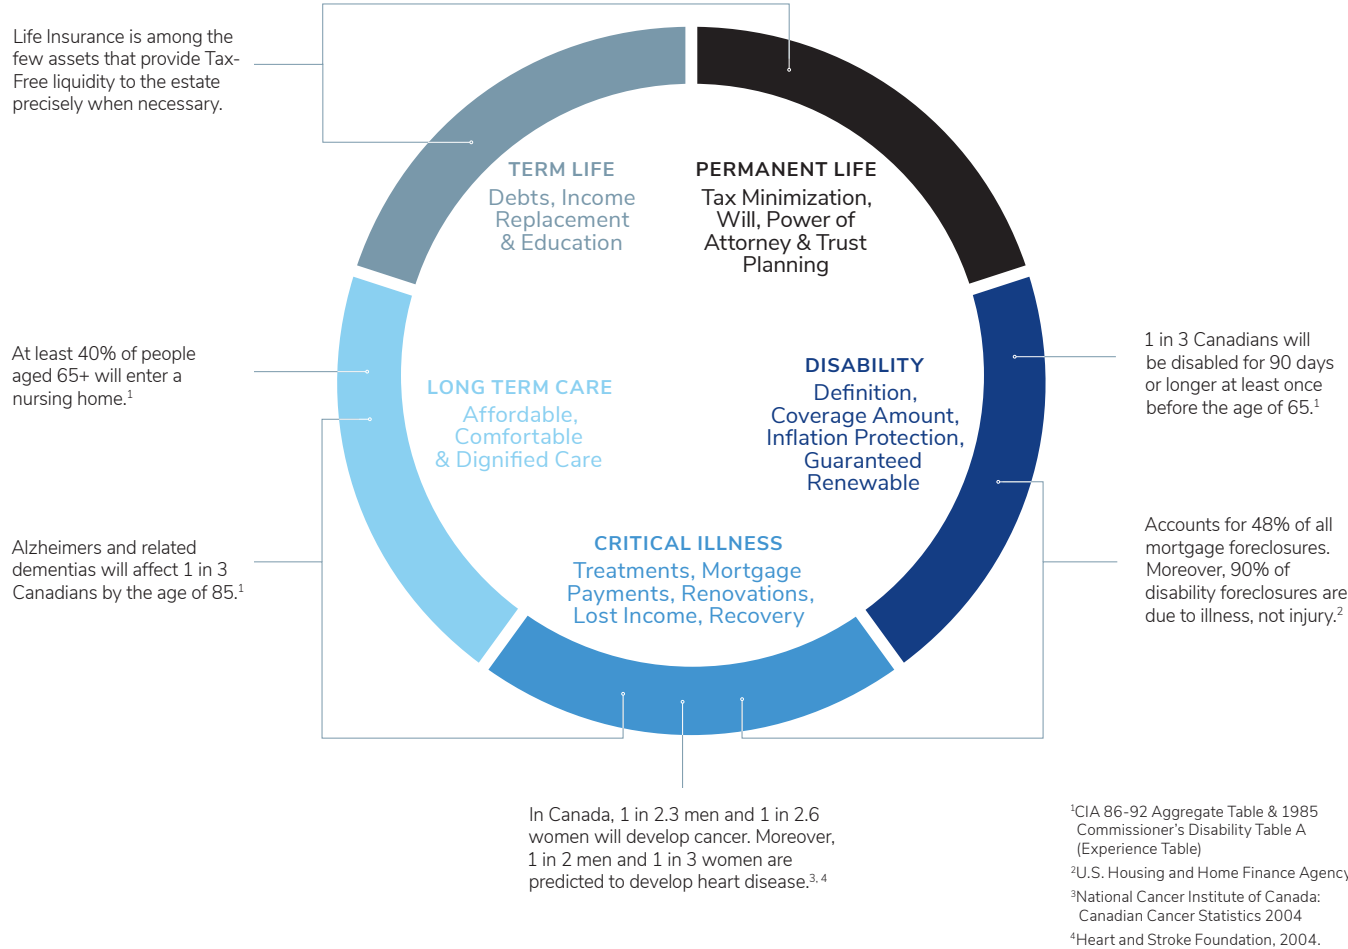 Life Insurance is among the
few assets that provide Tax-
Free liquidity to the estate
precisely when necessary.
TERM LIFE
Debts, Income
Replacement
& Education
PERMANENT LIFE
Tax Minimization,
Will, Power of
Attorney & Trust
Planning
At least 40% of people
aged 65+ will enter a
nursing home.1
LONG TERM CARE
Affordable,
Comfortable
& Dignified Care
DISABILITY
Definition,
Coverage Amount,
Inflation Protection,
Guaranteed
Renewable
1 in 3 Canadians will
be disabled for 90 days
or longer at least once
before the age of 65.1
Alzheimers and related
dementias will affect 1 in 3
Canadians by the age of 85.1
CRITICAL ILLNESS
Treatments, Mortgage
Payments, Renovations,
Lost Income, Recovery
Accounts for 48% of all
mortgage foreclosures.
Moreover, 90% of
disability foreclosures are
due to illness, not injury.2
In Canada, 1 in 2.3 men and 1 in 2.6
women will develop cancer. Moreover,
1 in 2 men and 1 in 3 women are
predicted to develop heart disease.3, 4
1CIA 86-92 Aggregate Table & 1985
Commissioner's Disability Table A
(Experience Table)
2U.S. Housing and Home Finance Agency
3National Cancer Institute of Canada:
Canadian Cancer Statistics 2004
4Heart and Stroke Foundation, 2004.